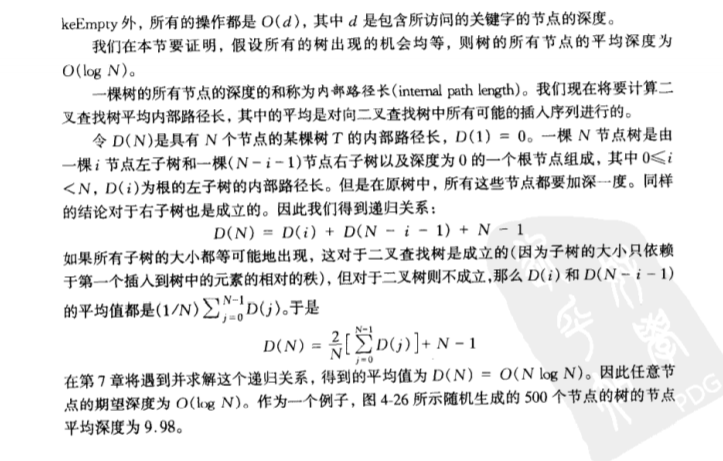 keEmpty 外，所有的操作都是 O(d)，其中 d 是包含所访问的关键字的节点的深度。
我们在本节要证明，假设所有的树出现的机会均等，则树的所有节点的平均深度为
O(log N)。
一棵树的所有节点的深度的和称为内部路径长(internal path length)。我们现在将要计算二
叉查找树平均内部路径长，其中的平均是对向二叉查找树中所有可能的插入序列进行的。
令 D(N)是具有 N 个节点的某棵树 T 的内部路径长，D(1) = 0。一棵 N 节点树是由
一棵 i 节点左子树和一棵(N - i - 1)节点右子树以及深度为 0 的一个根节点组成，其中 0≤i
<N，D(i)为根的左子树的内部路径长。但是在原树中，所有这些节点都要加深一度。同样
的结论对于右子树也是成立的。因此我们得到递归关系：
D(N) = D(i) + D(N - i - 1) + N - 1
如果所有子树的大小都等可能地出现，这对于二叉查找树是成立的(因为子树的大小只依赖
于第一个插入到树中的元素的相对的秩)，但对于二叉树则不成立,那么 D(i) 和 D(N - i - 1)
的平均值都是(1/N) ∑_{j=0}^{N-1} D(j)。于是
D(N) = 2/N [∑_{j=0}^{N-1} D(j)] + N - 1
在第 7 章将遇到并求解这个递归关系，得到的平均值为 D(N) = O(N log N)。因此任意节
点的期望深度为 O(log N)。作为一个例子，图 4-26 所示随机生成的 500 个节点的树的节点
平均深度为 9.98。
PDG